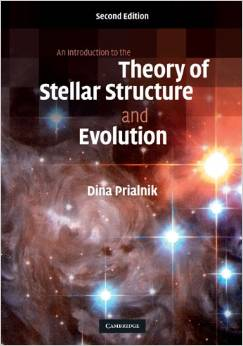 Second Edition
An Introduction to the
Theory of
Stellar Structure
and
Evolution
Dina Prialnik
CAMBRIDGE